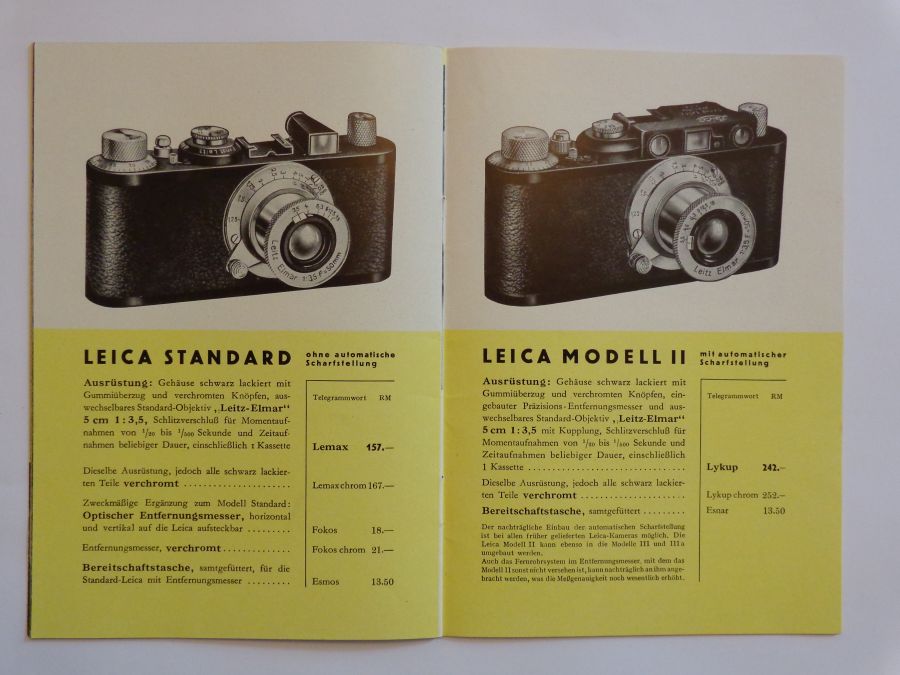 LEICA STANDARD
ohne automatische
Scharfstellung
Ausrüstung: Gehäuse schwarz lackiert mit
Gummiüberzug und verchromten Knöpfen, aus-
wechselbares Standard-Objektiv „Leitz-Elmar“
5 cm 1 : 3,5, Schlitzverschluß für Momentauf-
nahmen von 1/20 bis 1/500 Sekunde und Zeitauf-
nahmen beliebiger Dauer, einschließlich 1 Kassette
Dieselbe Ausrüstung, jedoch alle schwarz lackier-
ten Teile verchromt
Zweckmäßige Ergänzung zum Modell Standard:
Optischer Entfernungsmesser, horizontal
und vertikal auf die Leica aufsteckbar
Entfernungsmesser, verchromt
Bereitschaftstasche, samtgefüttert, für die
Standard-Leica mit Entfernungsmesser
Telegrammwort RM
Lemax 157.—
Lemaxchrom 167.—
Fokos 18.—
Fokos chrom 21.—
Esmos 13.50
Leitz Elmar 1:3,5 F=50mm
LEICA MODELL II
mit automatischer
Scharfstellung
Ausrüstung: Gehäuse schwarz lackiert mit
Gummiüberzug und verchromten Knöpfen, ein-
gebauter Präzisions-Entfernungsmesser und aus-
wechselbares Standard-Objektiv „Leitz-Elmar“
5 cm 1 : 3,5 mit Kupplung, Schlitzverschluß für
Momentaufnahmen von 1/20 bis 1/500 Sekunde und
Zeitaufnahmen beliebiger Dauer, einschließlich
1 Kassette
Dieselbe Ausrüstung, jedoch alle schwarz lackier-
ten Teile verchromt
Bereitschaftstasche, samtgefüttert
Der nachträgliche Einbau der automatischen Scharfstellung
ist bei allen früher gelieferten Leica-Kameras möglich. Die
Leica Modell II kann ebenso in die Modelle III und IIIa
umgebaut werden.
Auch das Fernrohrsystem im Entfernungsmesser, mit dem das
Modell II sonst nicht versehen ist, kann nachträglich an ihm ange-
bracht werden, was die Meßgenauigkeit noch wesentlich erhöht.
Telegrammwort RM
Lykup 242.—
Lykup chrom 252.—
Esnar 13.50
Leitz Elmar 1:3,5 F=50mm